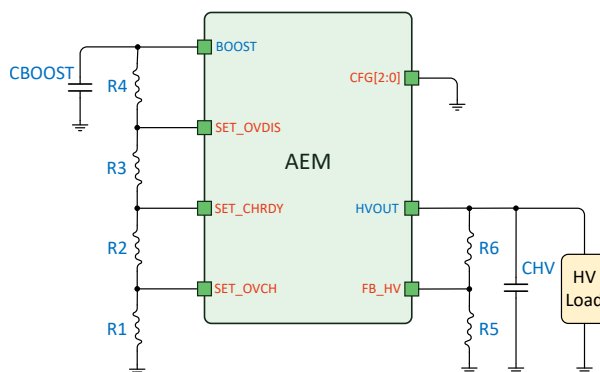 BOOST
CBOOST
R4
CFG[2:0]
SET_OVDIS
R3
AEM
SET_CHRDY
HVOUT
R2
R6
CHV
HV
Load
SET_OVCH
FB_HV
R1
R5